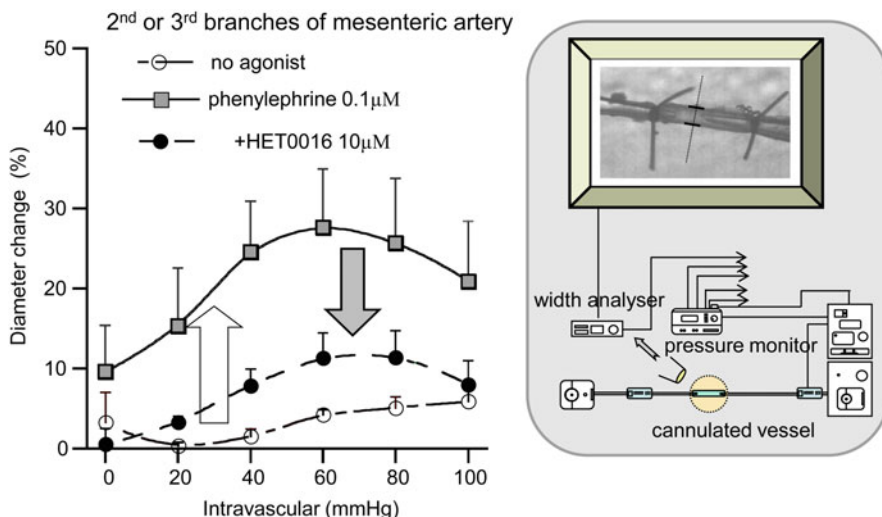 2nd or 3rd branches of mesenteric artery
no agonist
phenylephrine 0.1μM
+HET0016 10μM
Diameter change (%)
50
40
30
20
10
0
0 20 40 60 80 100
Intravascular (mmHg)
width analyser
pressure monitor
cannulated vessel